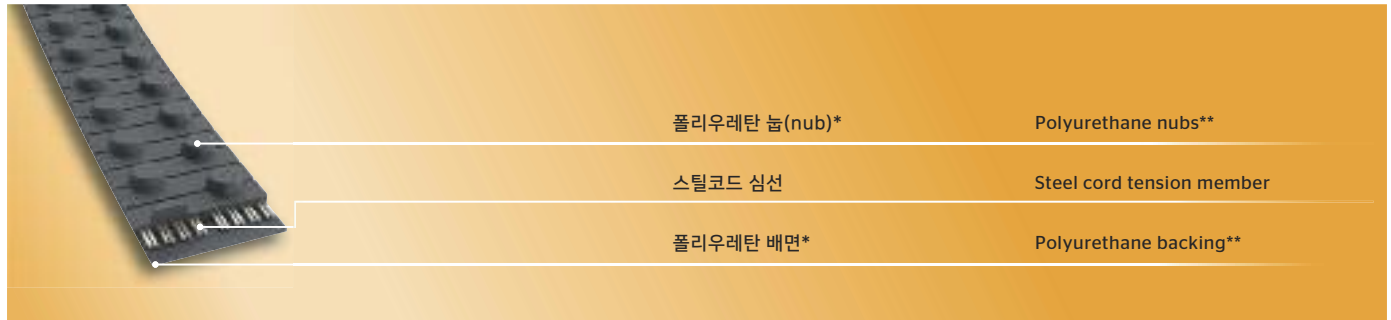 폴리우레탄 눕(nub)* Polyurethane nubs**
스틸코드 심선 Steel cord tension member
폴리우레탄 배면* Polyurethane backing**